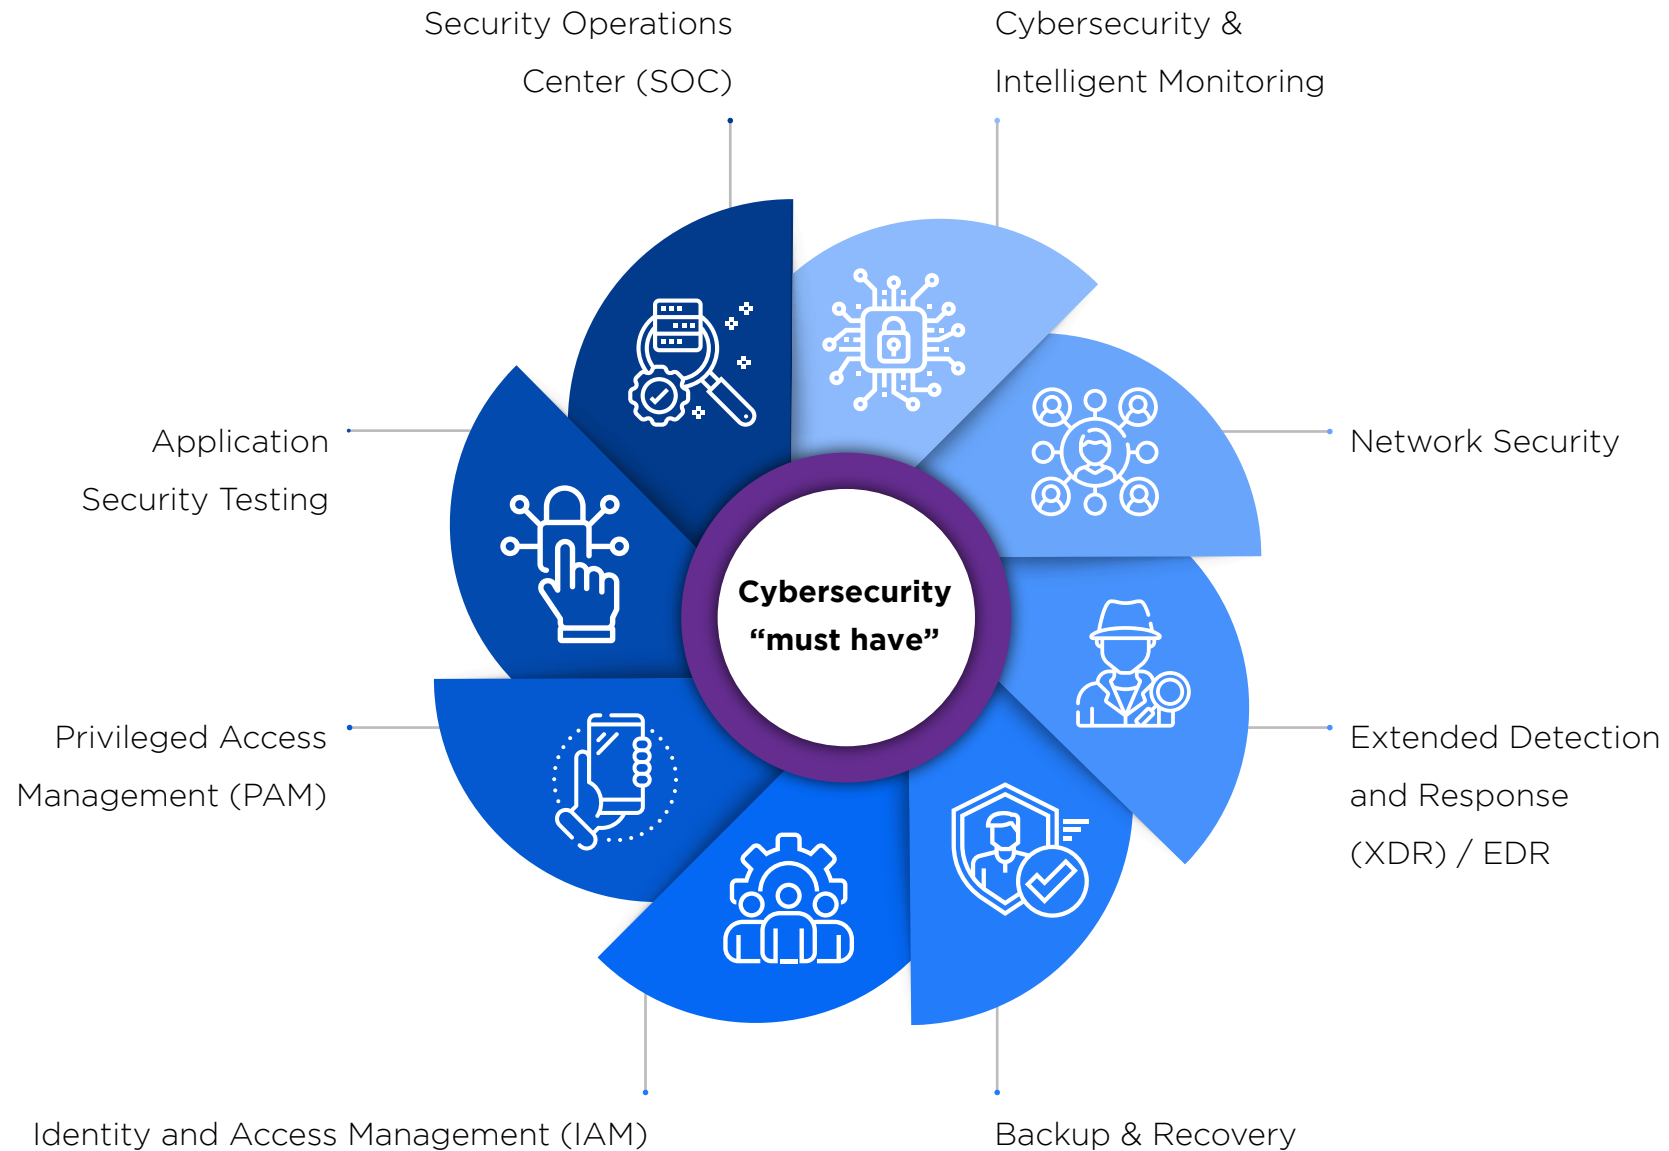 Security Operations
Center (SOC)
Cybersecurity &
Intelligent Monitoring
Application
Security Testing
Network Security
Cybersecurity
“must have”
Privileged Access
Management (PAM)
Extended Detection
and Response
(XDR) / EDR
Identity and Access Management (IAM)
Backup & Recovery